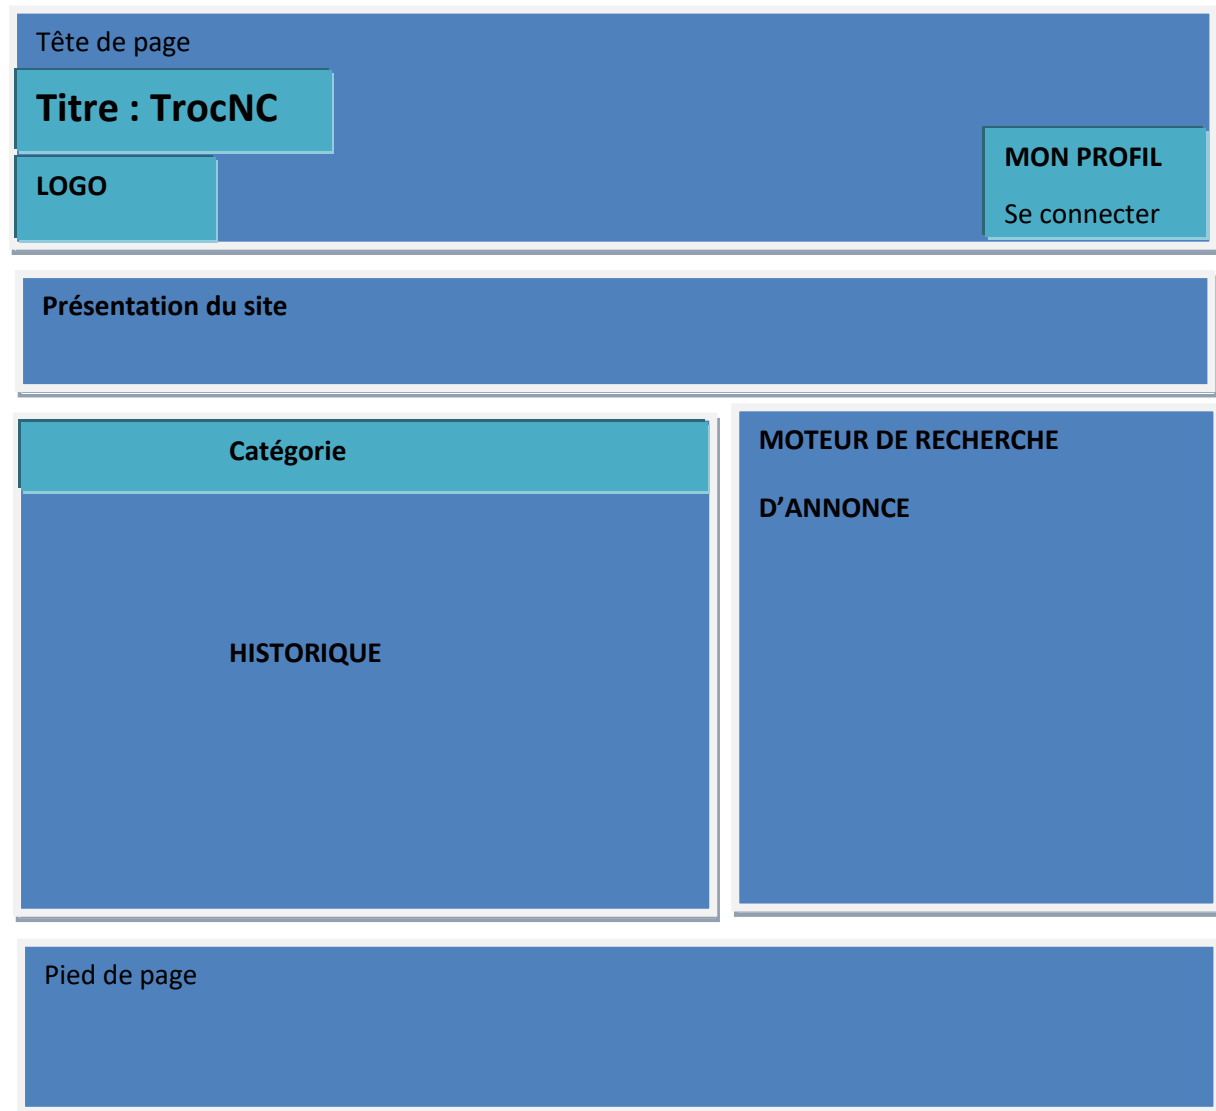 Tête de page
Titre : TrocNC
LOGO
MON PROFIL
Se connecter
Présentation du site
Catégorie
HISTORIQUE
MOTEUR DE RECHERCHE
D’ANNONCE
Pied de page